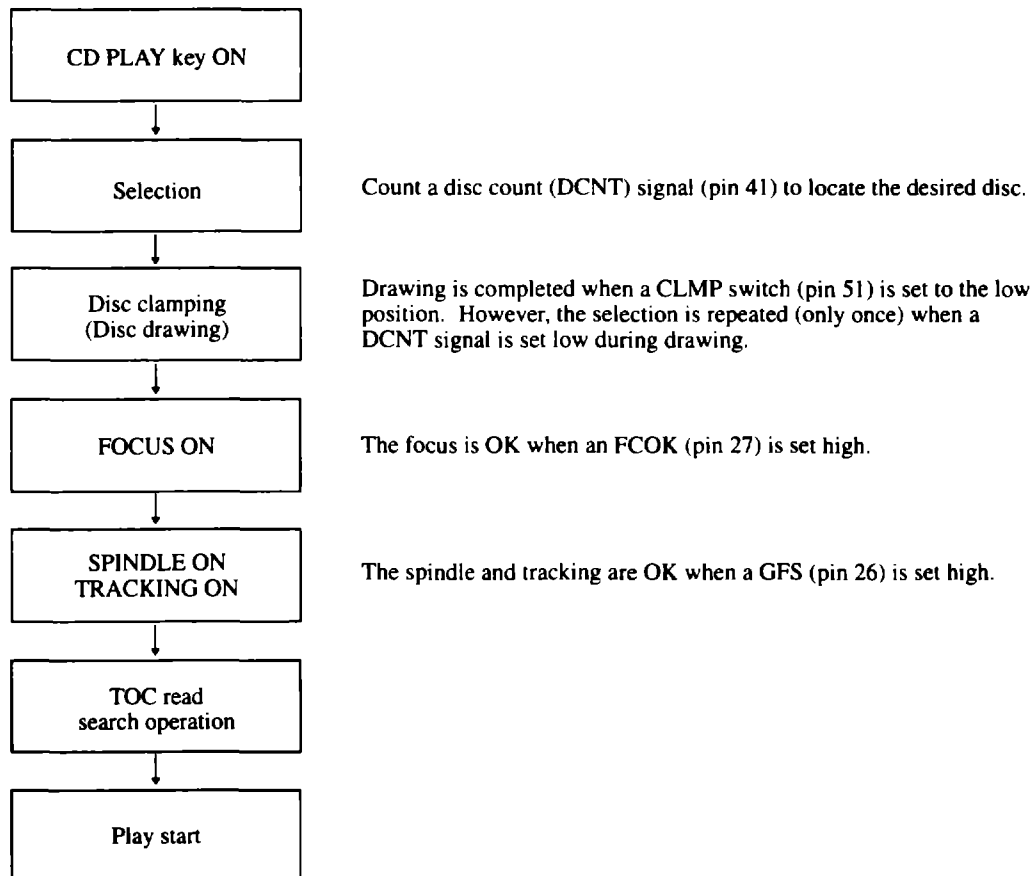 CD PLAY key ON
Selection
Count a disc count (DCNT) signal (pin 41) to locate the desired disc.
Disc clamping
(Disc drawing)
Drawing is completed when a CLMP switch (pin 51) is set to the low
position. However, the selection is repeated (only once) when a
DCNT signal is set low during drawing.
FOCUS ON
The focus is OK when an FCOK (pin 27) is set high.
SPINDLE ON
TRACKING ON
The spindle and tracking are OK when a GFS (pin 26) is set high.
TOC read
search operation
Play start